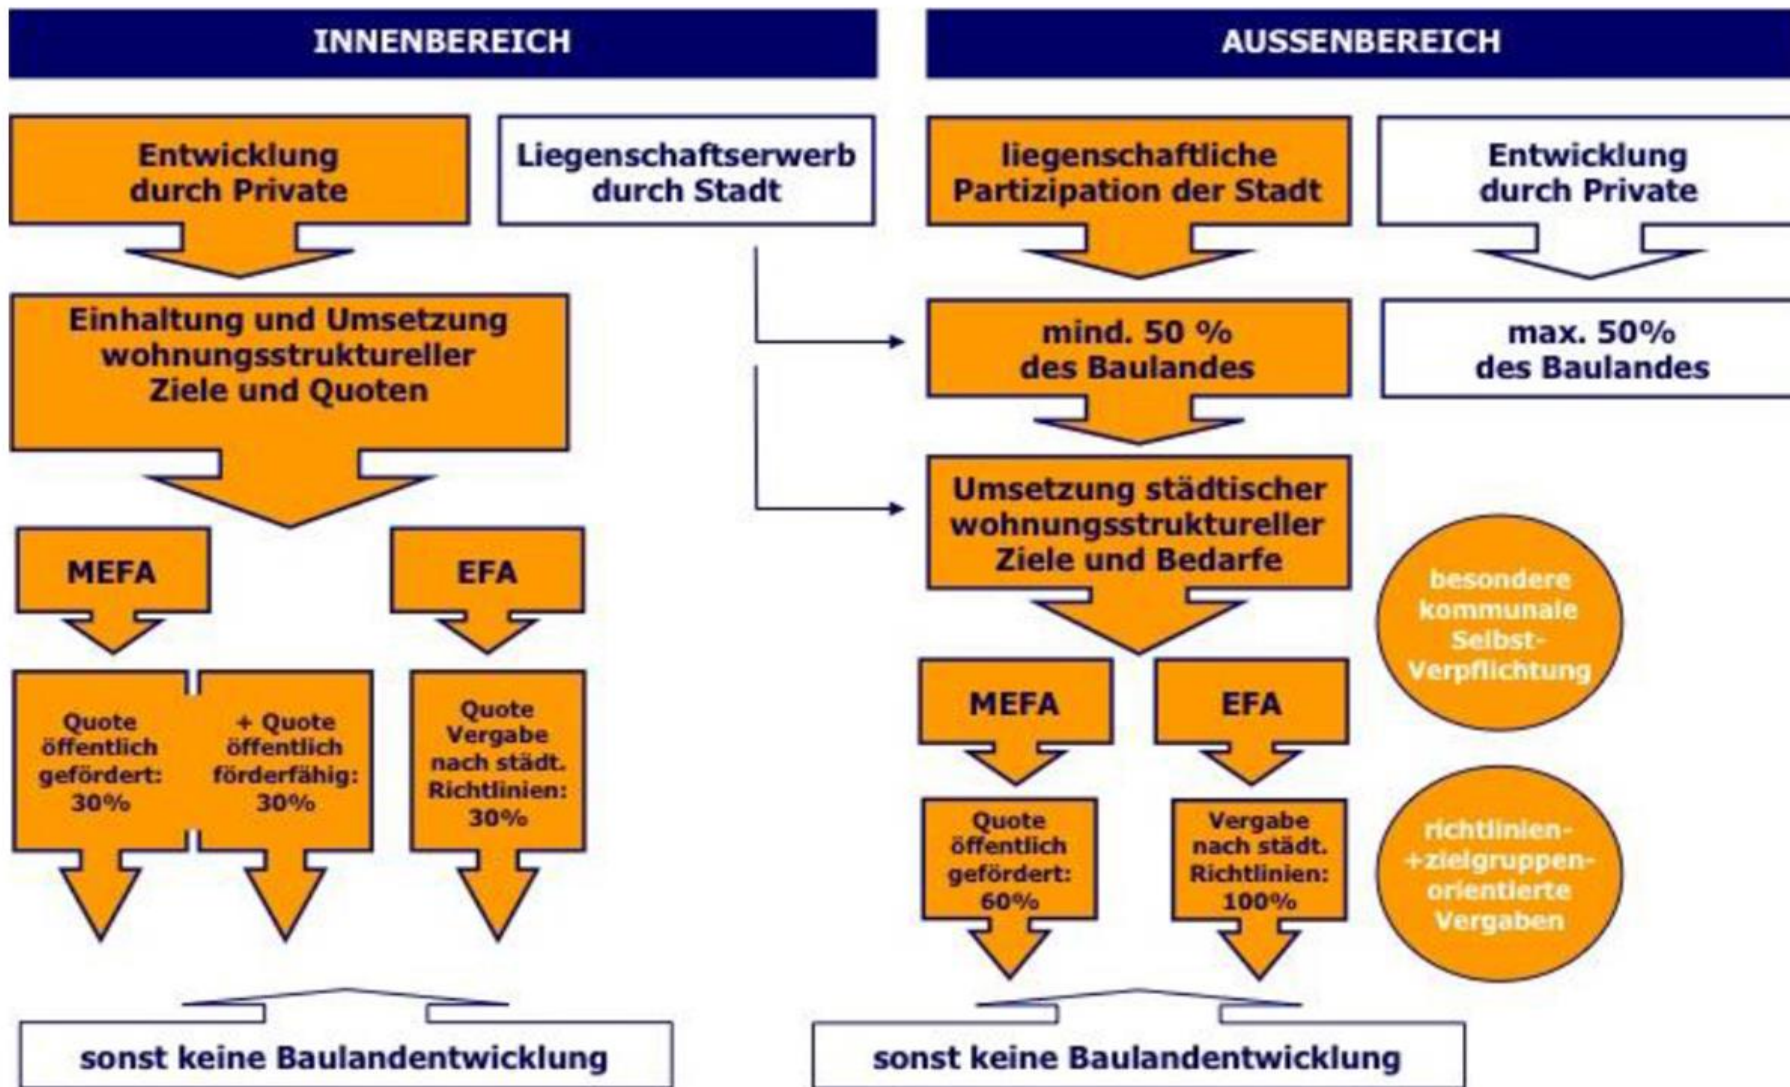 INNENBEREICH
Entwicklung
durch Private
Liegenschaftserwerb
durch Stadt
Einhaltung und Umsetzung
wohnungsstruktureller
Ziele und Quoten
MEFA
EFA
Quote
öffentlich
gefördert:
30%
+ Quote
öffentlich
förderfähig:
30%
Quote
Vergabe
nach städt.
Richtlinien:
30%
sonst keine Baulandentwicklung
AUSSENBEREICH
liegenschaftliche
Partizipation der Stadt
Entwicklung
durch Private
mind. 50 %
des Baulandes
max. 50%
des Baulandes
Umsetzung städtischer
wohnungsstruktureller
Ziele und Bedarfe
besondere
kommunale
Selbst-
Verpflichtung
MEFA
EFA
Quote
öffentlich
gefördert:
60%
Vergabe
nach städt.
Richtlinien:
100%
richtlinien-
+zielgruppen-
orientierte
Vergaben
sonst keine Baulandentwicklung